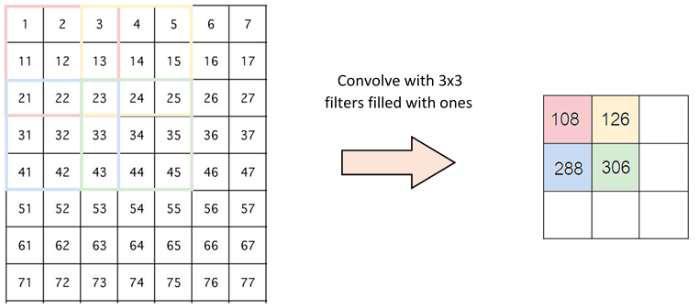 1 2 3 4 5 6 7
11 12 13 14 15 16 17
21 22 23 24 25 26 27
31 32 33 34 35 36 37
41 42 43 44 45 46 47
51 52 53 54 55 56 57
61 62 63 64 65 66 67
71 72 73 74 75 76 77
Convolve with 3x3
filters filled with ones
108 126
288 306